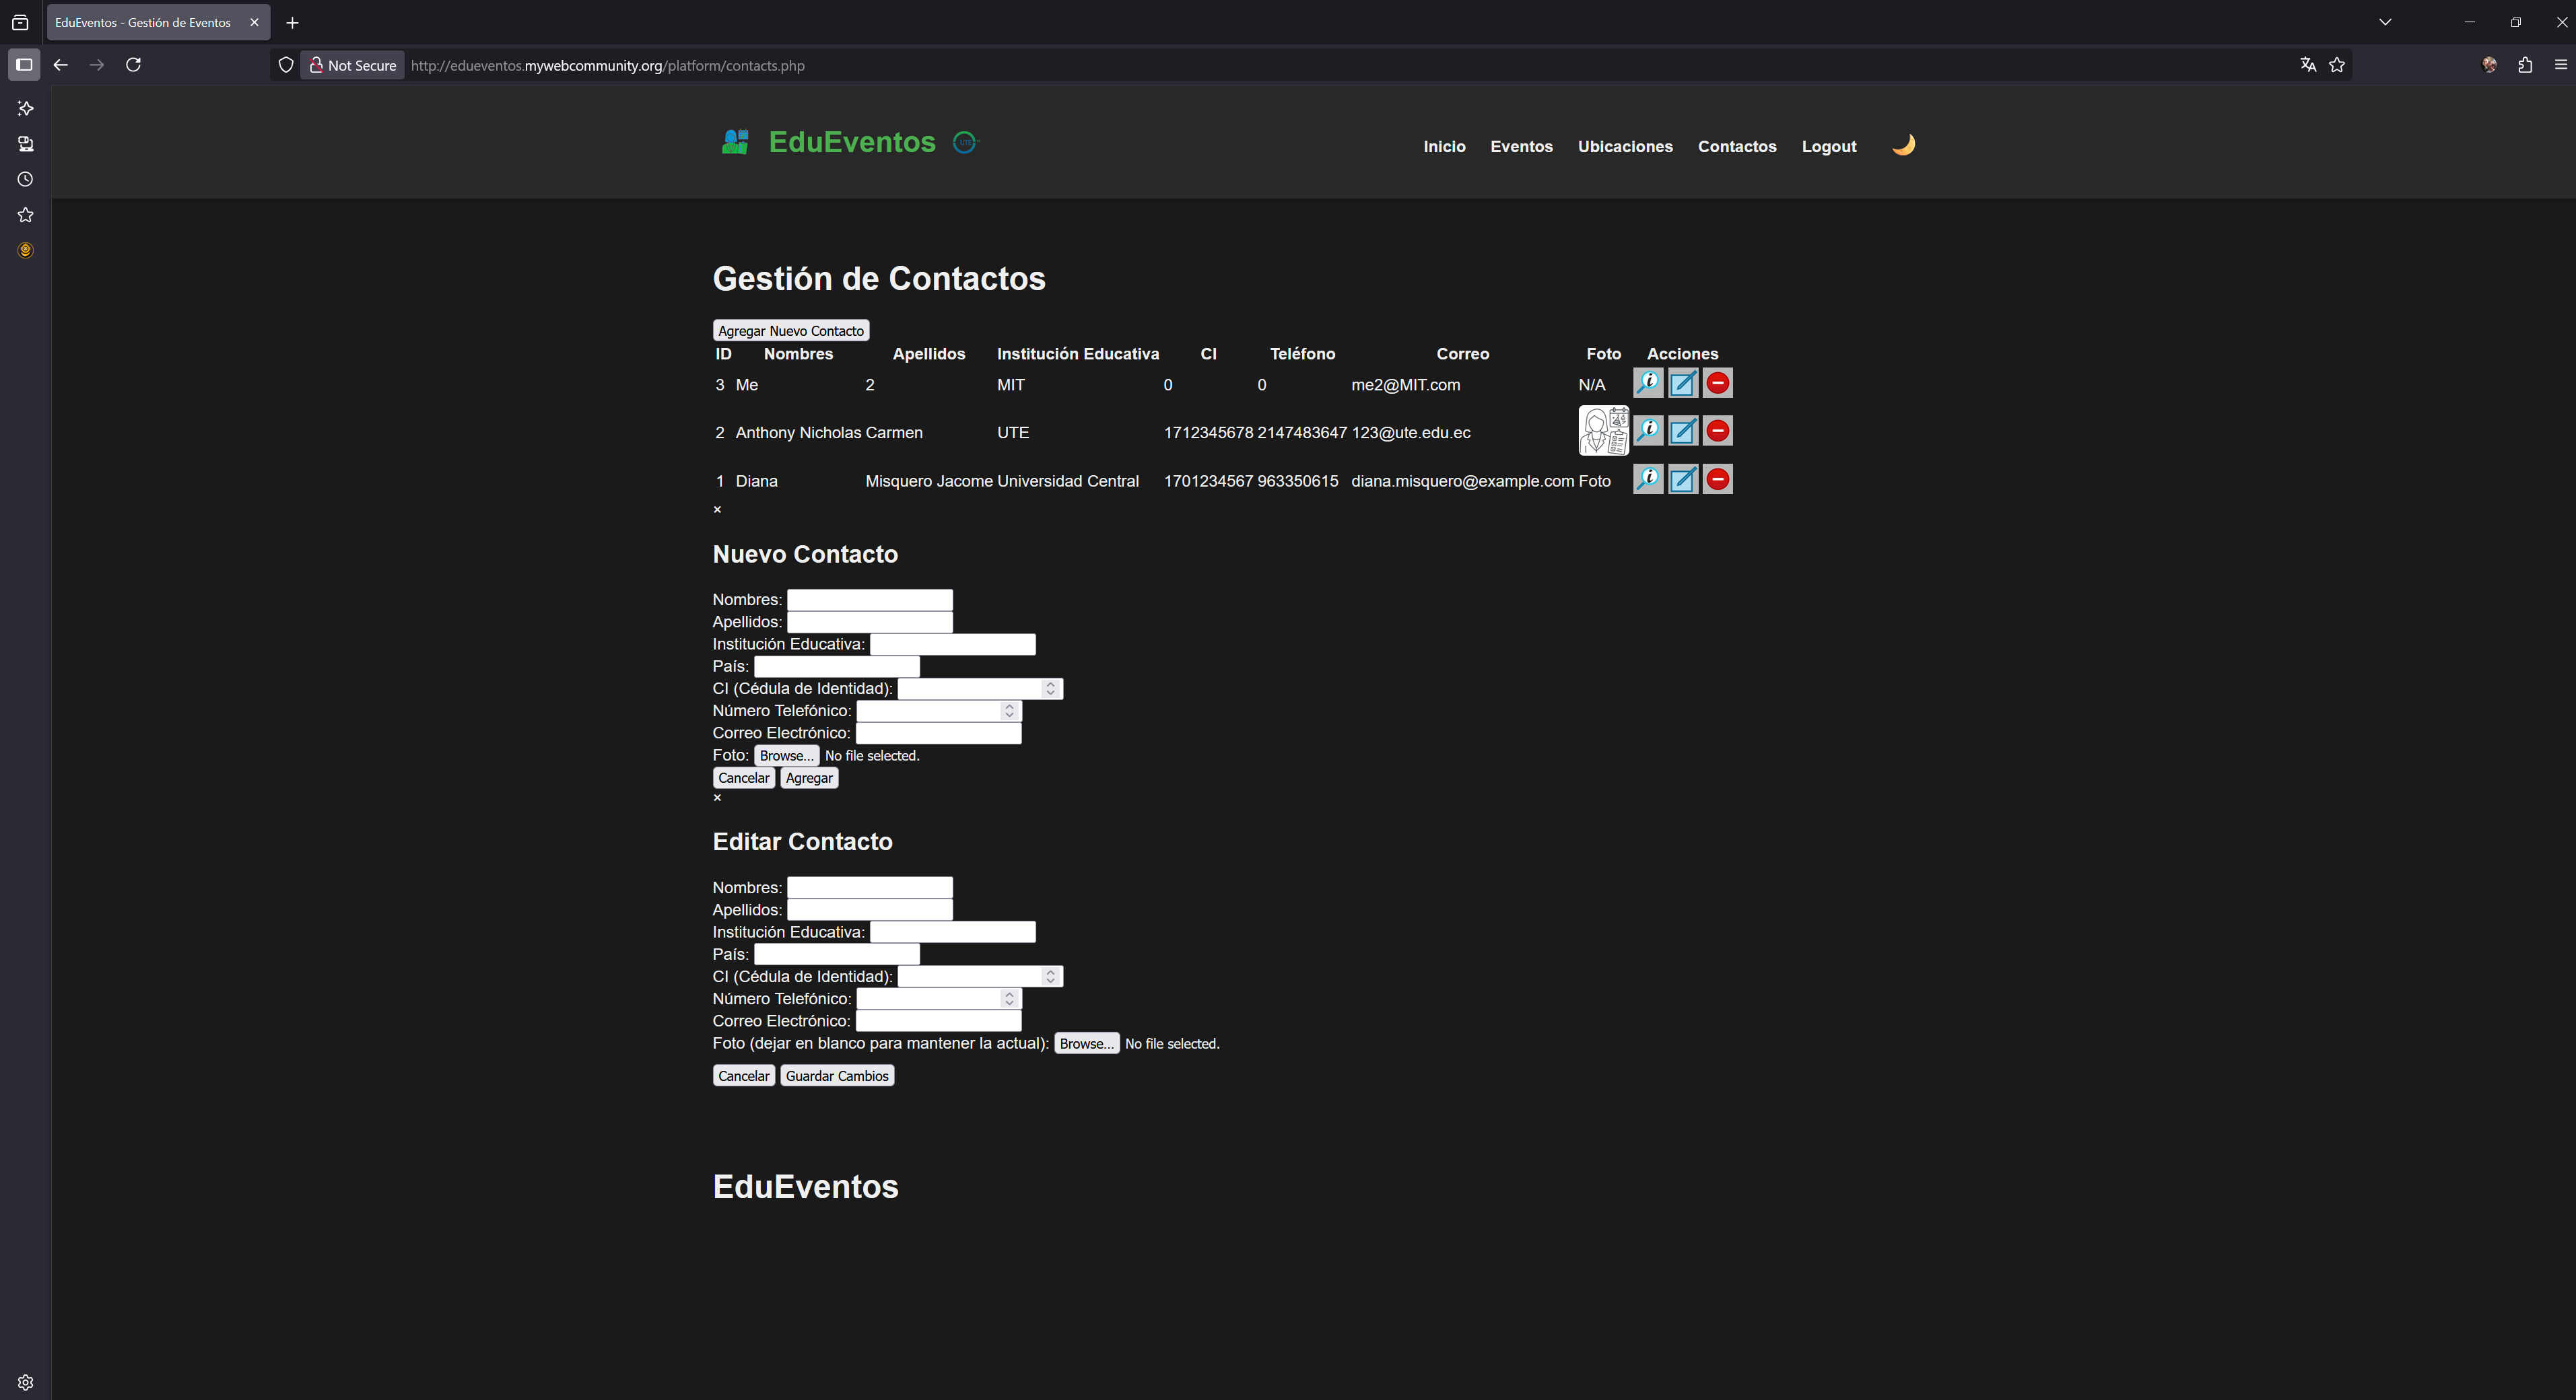 EduEventos - Gestión de Eventos
Not Secure http://edueventos.mywebcommunity.org/platform/contacts.php
EduEventos UTE Inicio Eventos Ubicaciones Contactos Logout
Gestión de Contactos
Agregar Nuevo Contacto
ID Nombres Apellidos Institución Educativa CI Teléfono Correo Foto Acciones
3 Me 2 MIT 0 0 me2@MIT.com N/A
2 Anthony Nicholas Carmen UTE 1712345678 2147483647 123@ute.edu.ec
1 Diana Misquero Jacome Universidad Central 1701234567 963350615 diana.misquero@example.com Foto
×
Nuevo Contacto
Nombres:
Apellidos:
Institución Educativa:
País:
CI (Cédula de Identidad):
Número Telefónico:
Correo Electrónico:
Foto: Browse... No file selected.
Cancelar Agregar
×
Editar Contacto
Nombres:
Apellidos:
Institución Educativa:
País:
CI (Cédula de Identidad):
Número Telefónico:
Correo Electrónico:
Foto (dejar en blanco para mantener la actual): Browse... No file selected.
Cancelar Guardar Cambios
EduEventos